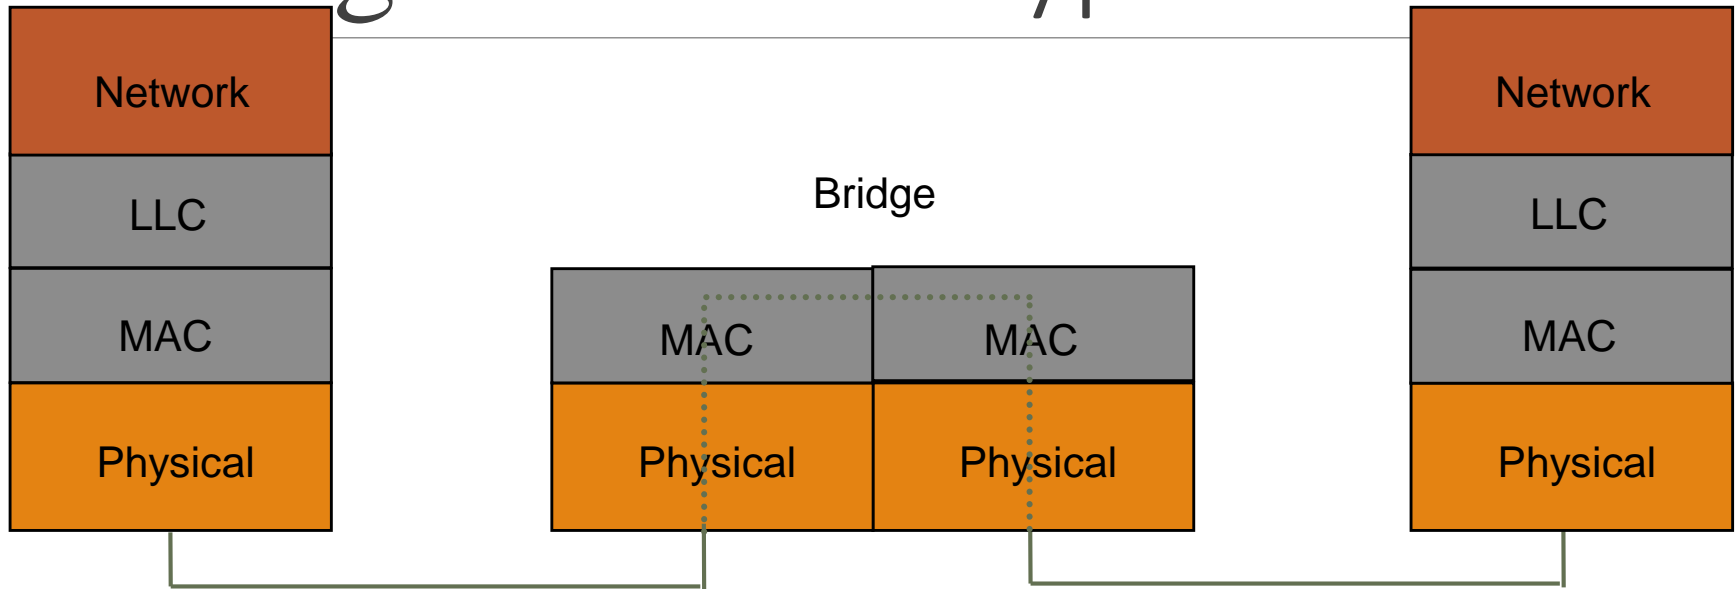 Network
LLC
MAC
Physical
Bridge
MAC MAC
Physical Physical
Network
LLC
MAC
Physical